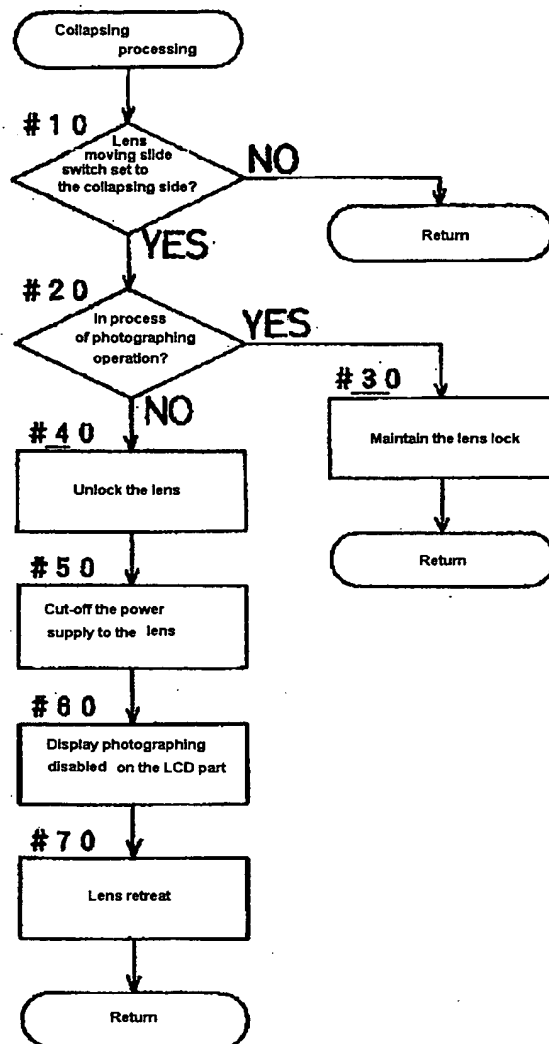 Collapsing
processing
#10
Lens
moving slide
switch set to
the collapsing side?
NO
Return
YES
#20
In process
of photographing
operation?
YES
#30
Maintain the lens lock
Return
NO
#40
Unlock the lens
#50
Cut-off the power
supply to the lens
#60
Display photographing
disabled on the LCD part
#70
Lens retreat
Return